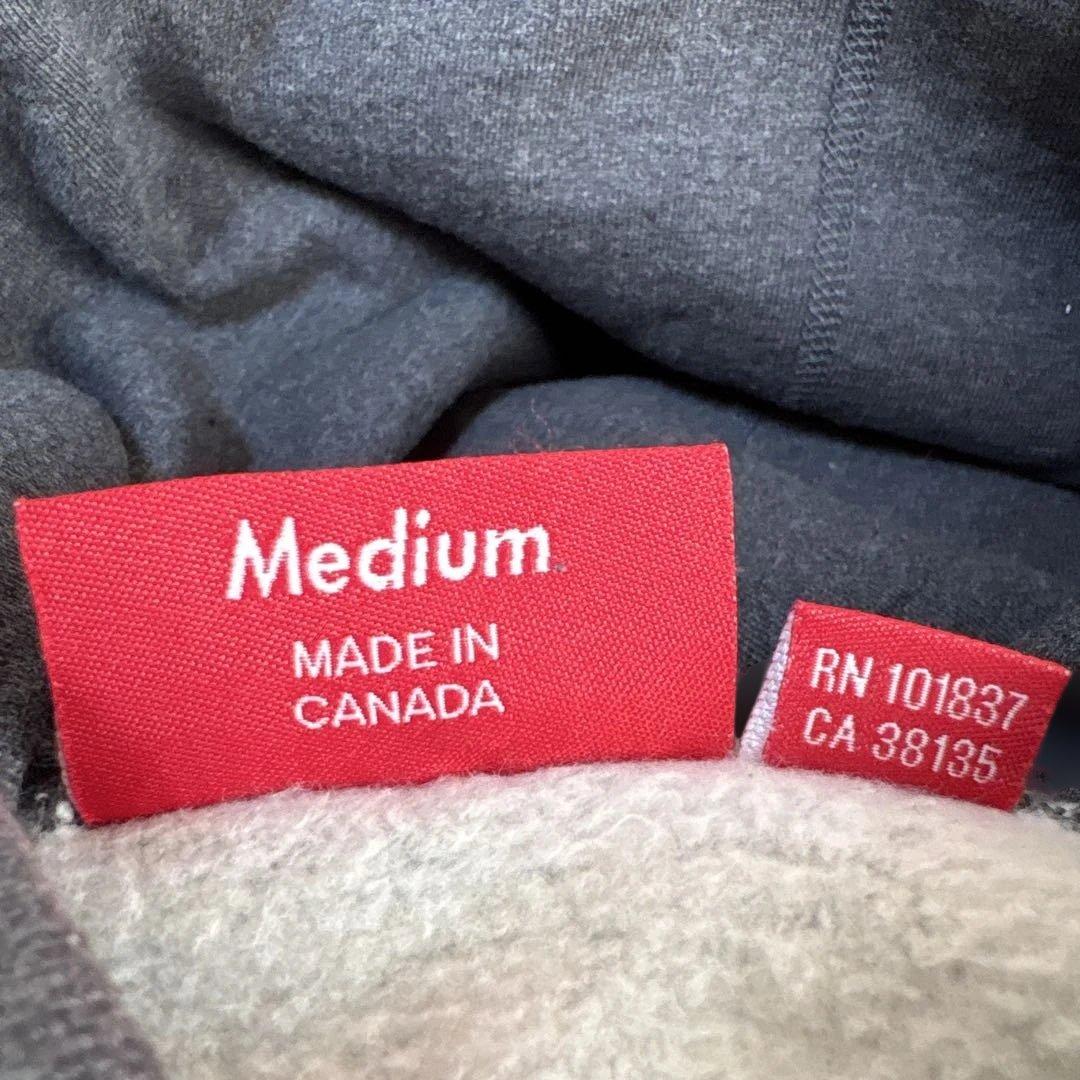 Medium
MADE IN
CANADA
RN 101837
CA 38135